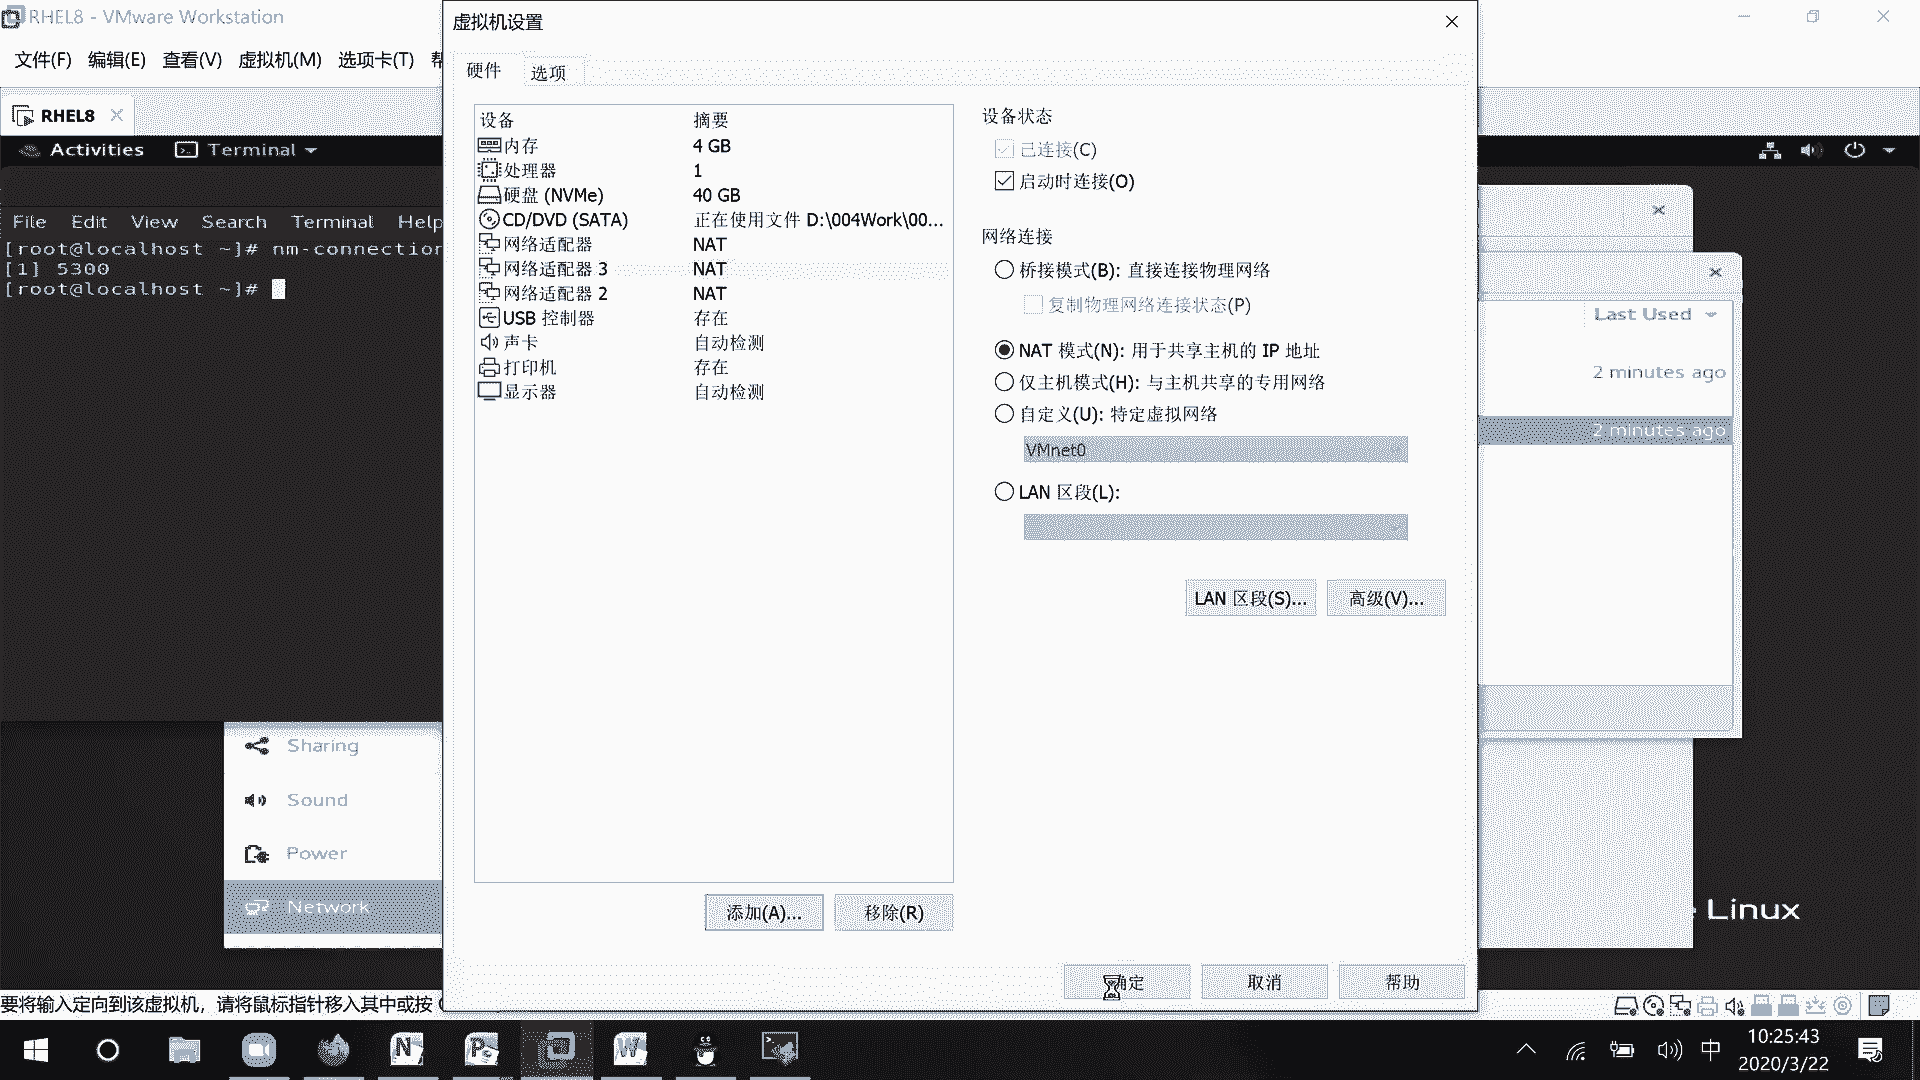 RHEL8 - VMware Workstation
文件(F) 编辑(E) 查看(V) 虚拟机(M) 选项卡(T)
RHEL8
Activities Terminal
File Edit View Search Terminal Help
[root@localhost ~]# nm-connection
[1] 5300
[root@localhost ~]#
Sharing
Sound
Power
Network
虚拟机设置
硬件 选项
设备 摘要
内存 4 GB
处理器 1
硬盘 (NVMe) 40 GB
CD/DVD (SATA) 正在使用文件 D:\004Work\00...
网络适配器 NAT
网络适配器 3 NAT
网络适配器 2 NAT
USB 控制器 存在
声卡 自动检测
打印机 存在
显示器 自动检测
添加(A)... 移除(R)
设备状态
已连接(C)
启动时连接(O)
网络连接
桥接模式(B): 直接连接物理网络
复制物理网络连接状态(P)
NAT 模式(N): 用于共享主机的 IP 地址
仅主机模式(H): 与主机共享的专用网络
自定义(U): 特定虚拟网络
VMnet0
LAN 区段(L):
LAN 区段(S)... 高级(V)...
定 取消 帮助
Last Used
2 minutes ago
2 minutes ago
Linux
要将输入定向到该虚拟机，请将鼠标指针移入其中或按
中
10:25:43
2020/3/22